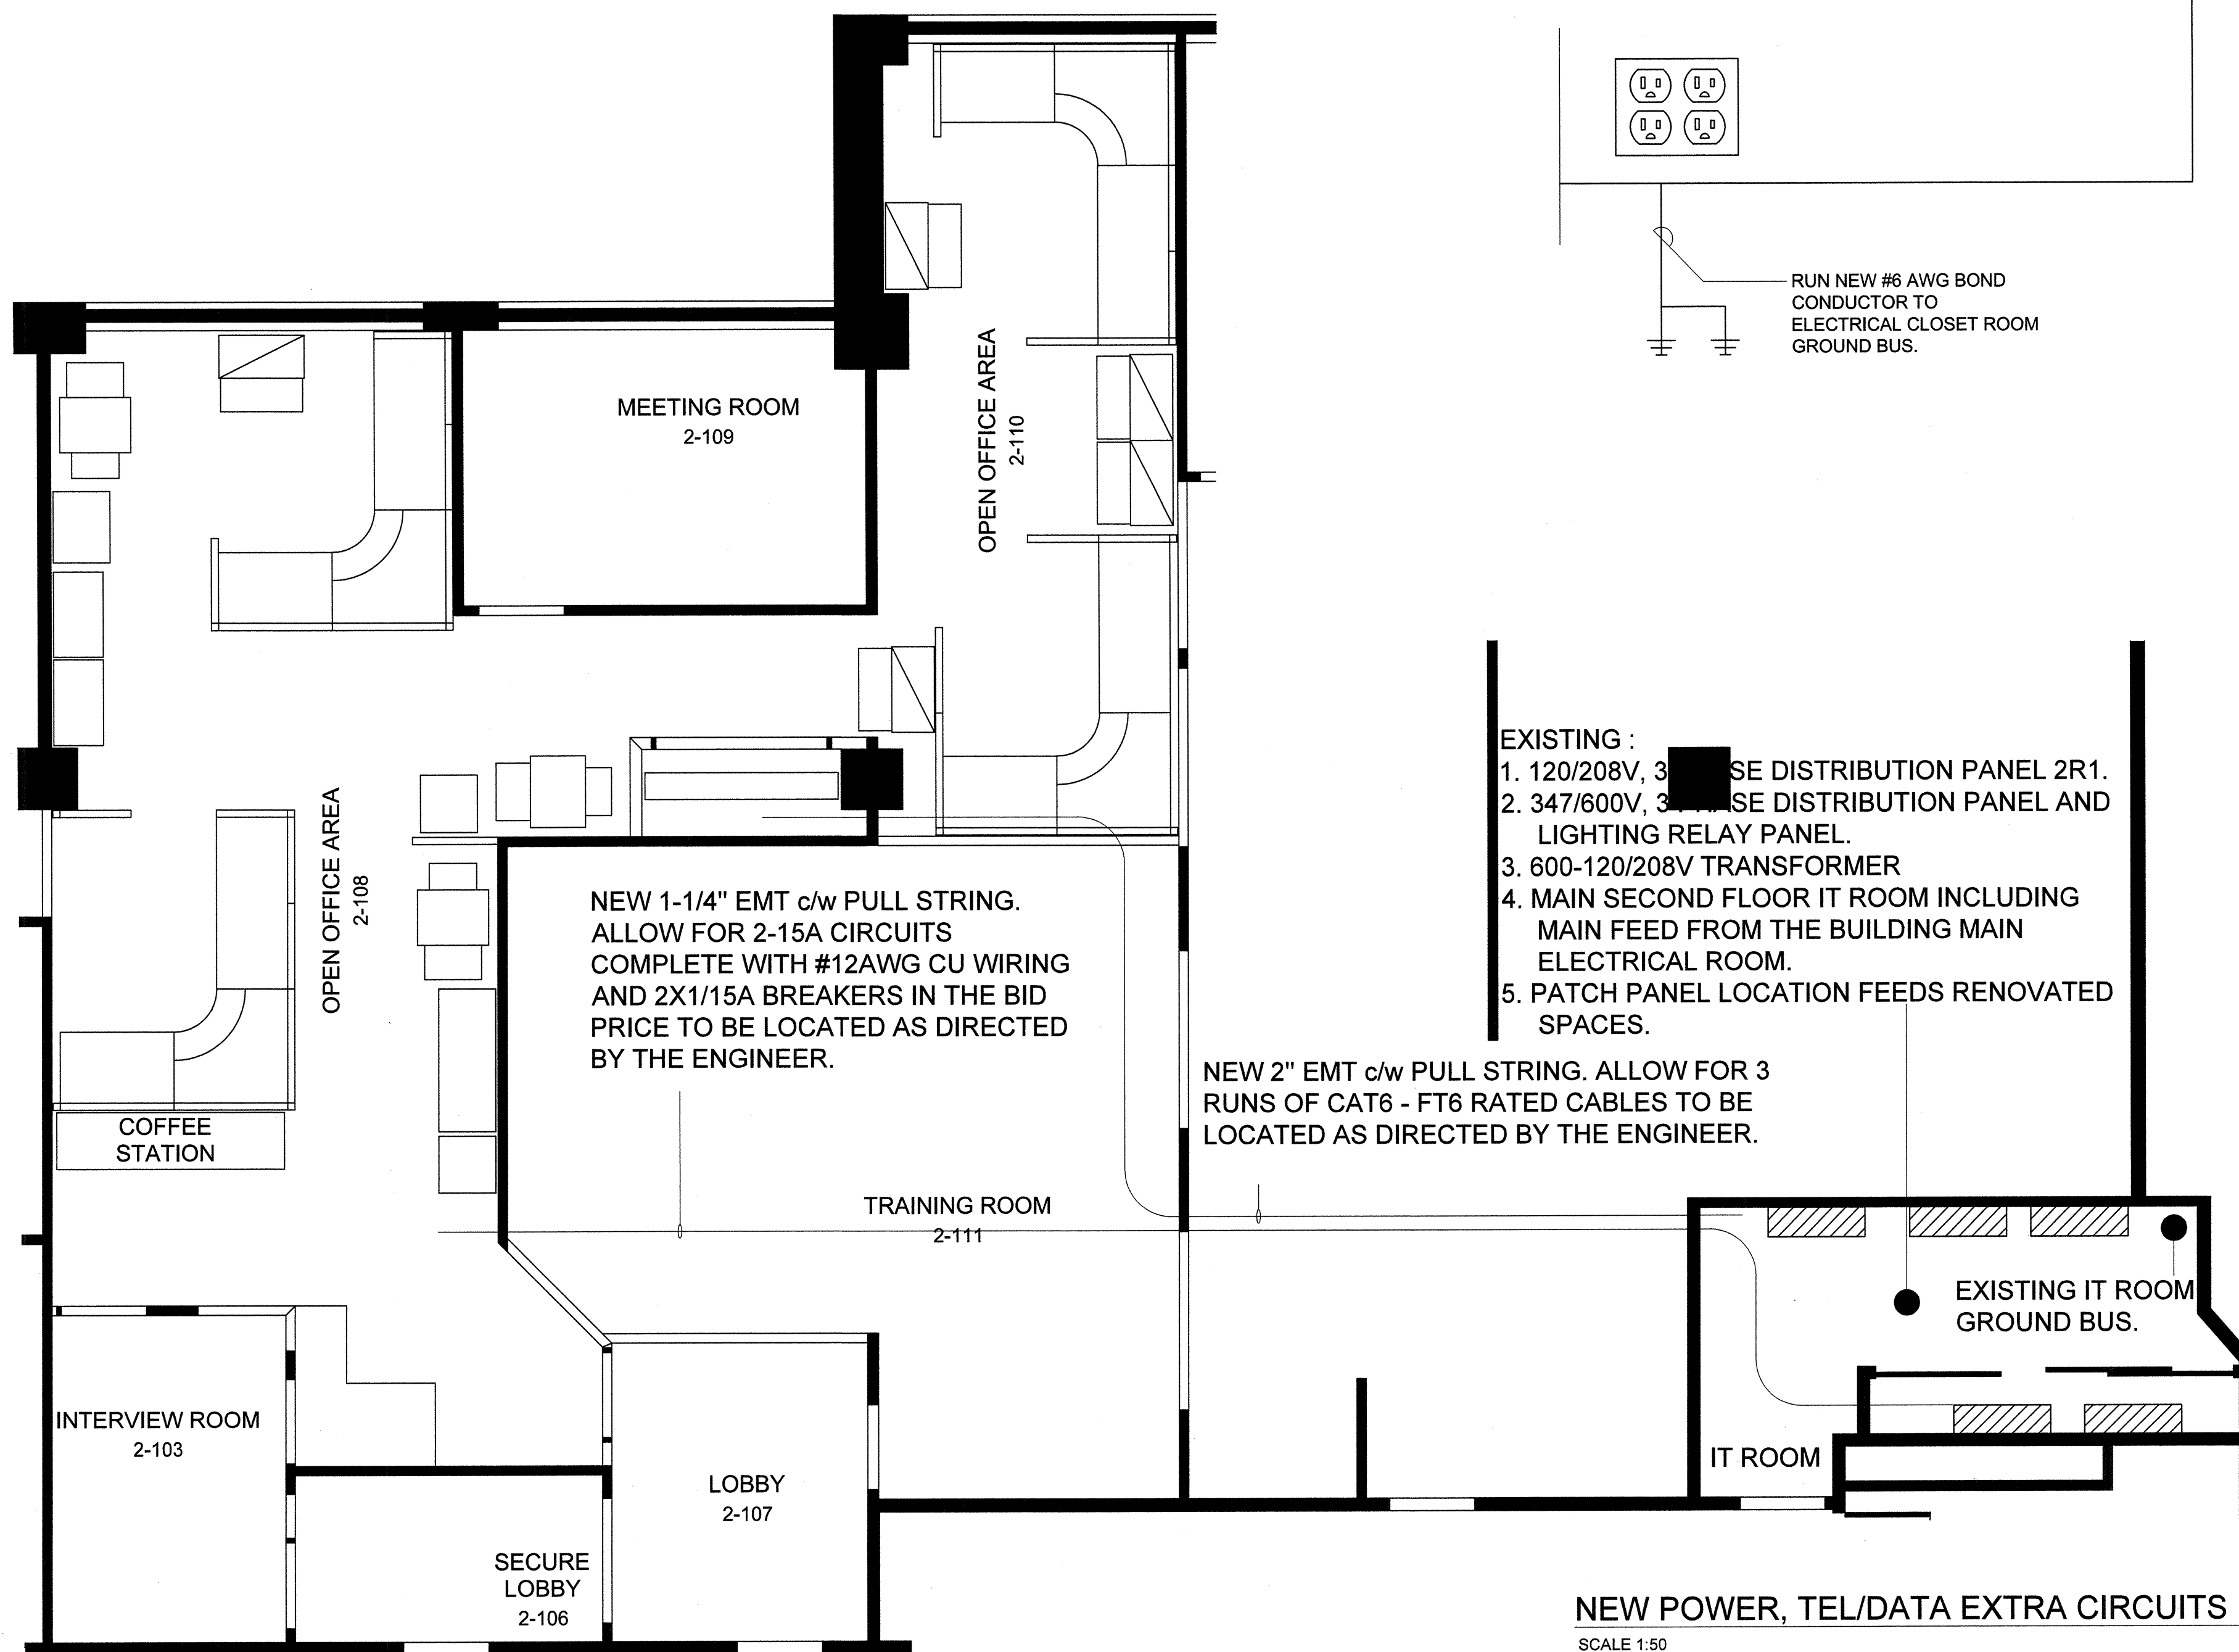 RUN NEW #6 AWG BOND
CONDUCTOR TO
ELECTRICAL CLOSET ROOM
GROUND BUS.
MEETING ROOM
2-109
OPEN OFFICE AREA
2-110
EXISTING :
1. 120/208V, 3 SE DISTRIBUTION PANEL 2R1.
2. 347/600V, 3 PHASE DISTRIBUTION PANEL AND
LIGHTING RELAY PANEL.
3. 600-120/208V TRANSFORMER
4. MAIN SECOND FLOOR IT ROOM INCLUDING
MAIN FEED FROM THE BUILDING MAIN
ELECTRICAL ROOM.
5. PATCH PANEL LOCATION FEEDS RENOVATED
SPACES.
OPEN OFFICE AREA
2-108
NEW 1-1/4" EMT c/w PULL STRING.
ALLOW FOR 2-15A CIRCUITS
COMPLETE WITH #12AWG CU WIRING
AND 2X1/15A BREAKERS IN THE BID
PRICE TO BE LOCATED AS DIRECTED
BY THE ENGINEER.
NEW 2" EMT c/w PULL STRING. ALLOW FOR 3
RUNS OF CAT6 - FT6 RATED CABLES TO BE
LOCATED AS DIRECTED BY THE ENGINEER.
COFFEE
STATION
TRAINING ROOM
2-111
EXISTING IT ROOM
GROUND BUS.
INTERVIEW ROOM
2-103
IT ROOM
LOBBY
2-107
SECURE
LOBBY
2-106
NEW POWER, TEL/DATA EXTRA CIRCUITS
SCALE 1:50